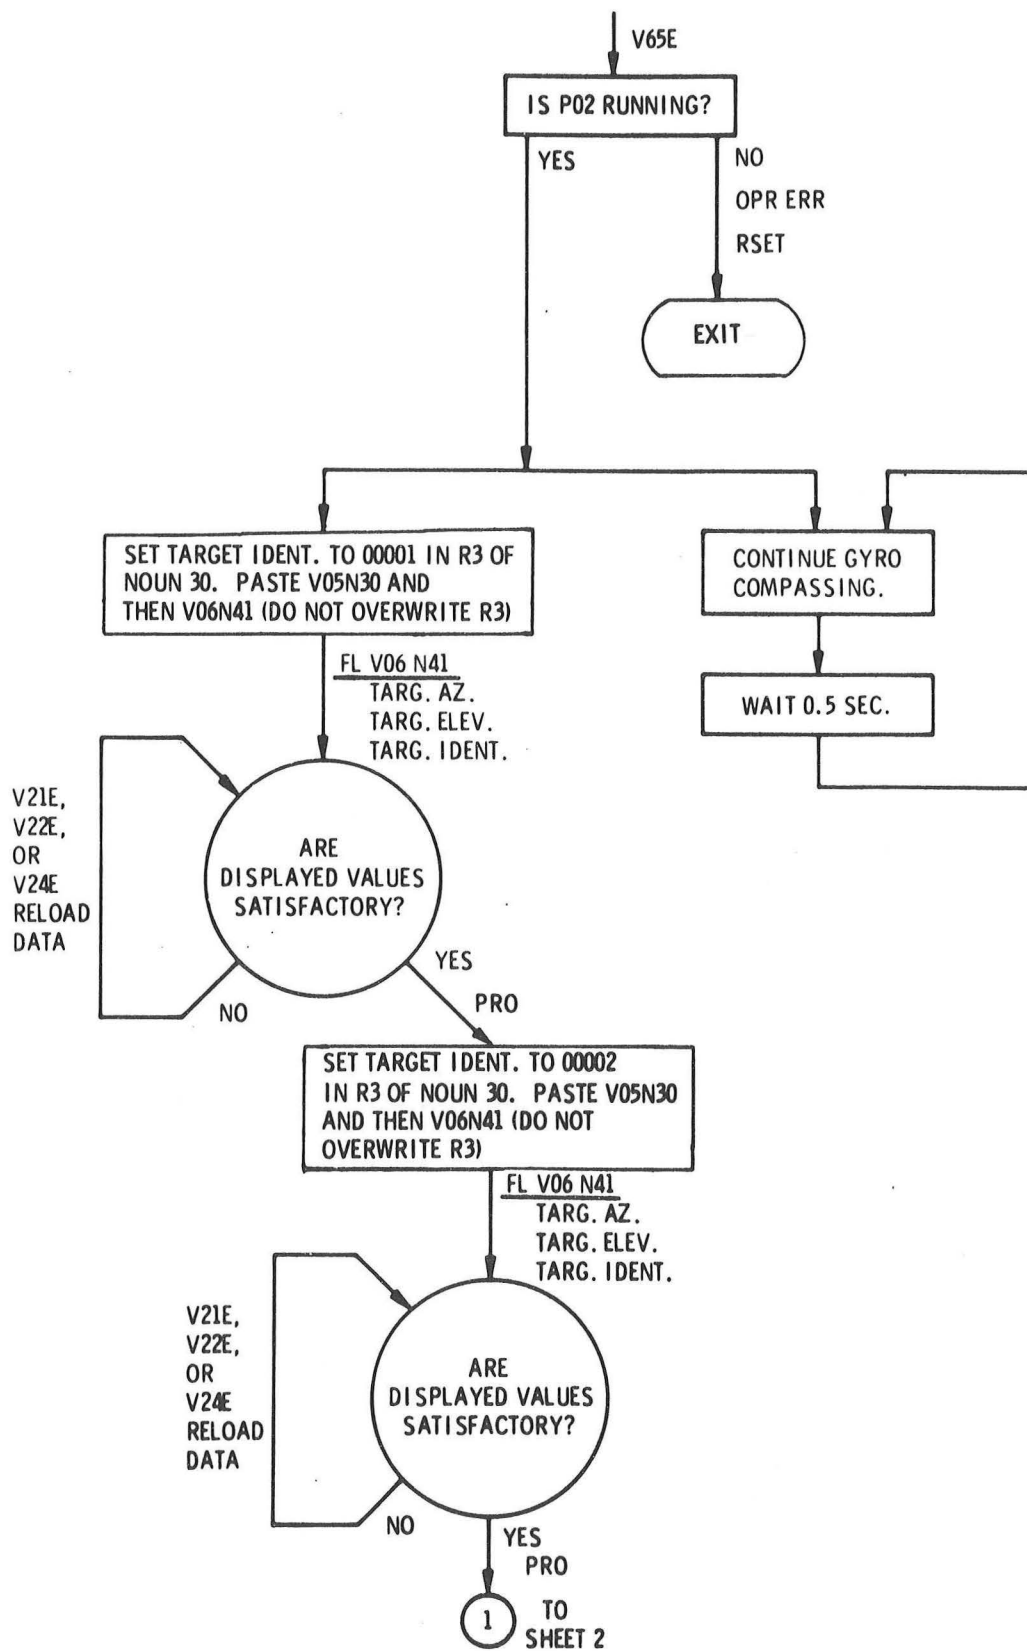 V65E
IS P02 RUNNING?
YES
NO
OPR ERR
RSET
EXIT
SET TARGET IDENT. TO 00001 IN R3 OF
NOUN 30. PASTE V05N30 AND
THEN V06N41 (DO NOT OVERWRITE R3)
CONTINUE GYRO
COMPASSING.
WAIT 0.5 SEC.
FL V06 N41
TARG. AZ.
TARG. ELEV.
TARG. IDENT.
V21E,
V22E,
OR
V24E
RELOAD
DATA
ARE
DISPLAYED VALUES
SATISFACTORY?
NO
YES
PRO
SET TARGET IDENT. TO 00002
IN R3 OF NOUN 30. PASTE V05N30
AND THEN V06N41 (DO NOT
OVERWRITE R3)
FL V06 N41
TARG. AZ.
TARG. ELEV.
TARG. IDENT.
V21E,
V22E,
OR
V24E
RELOAD
DATA
ARE
DISPLAYED VALUES
SATISFACTORY?
NO
YES
PRO
1
TO
SHEET 2